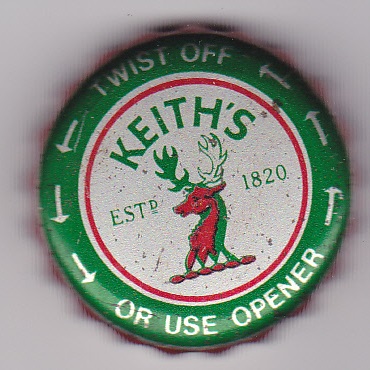 TWIST OFF
KEITH'S
ESTD 1820
OR USE OPENER